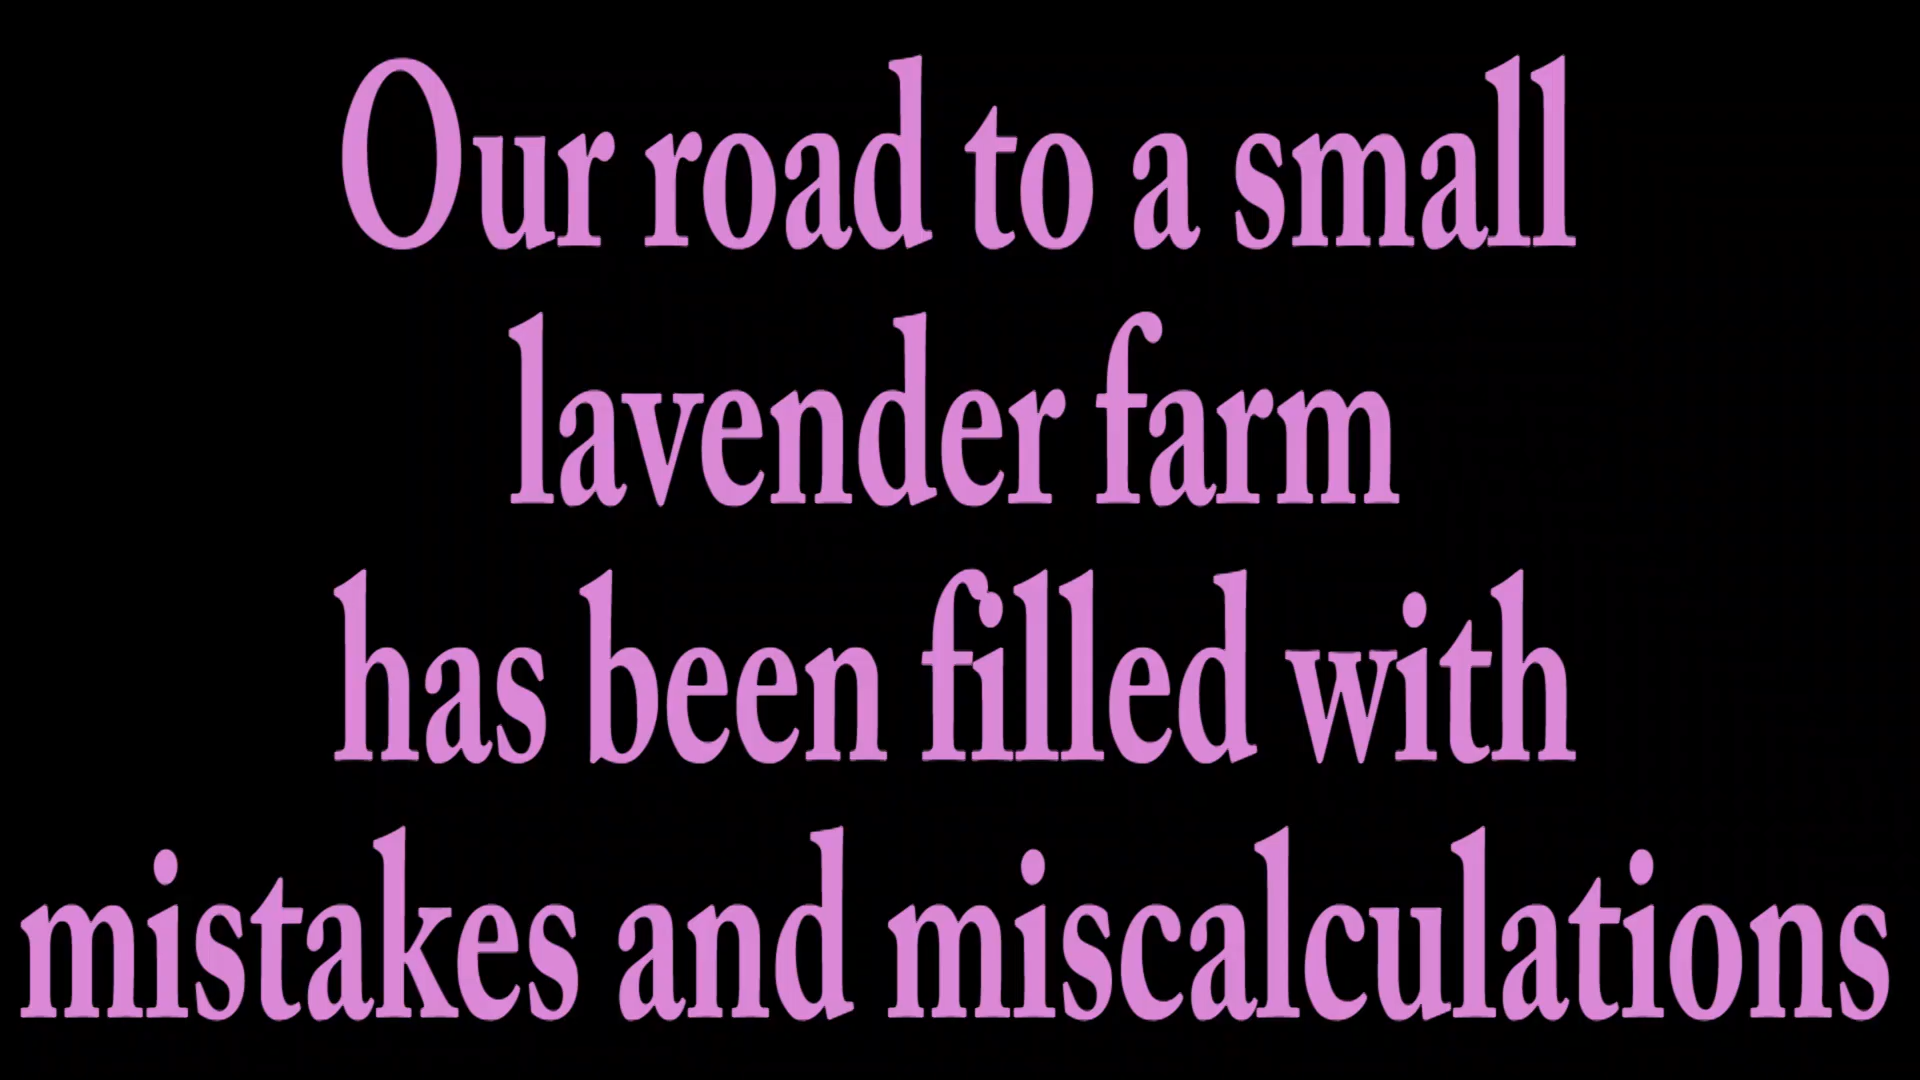 Our road to a small
lavender farm
has been filled with
mistakes and miscalculations